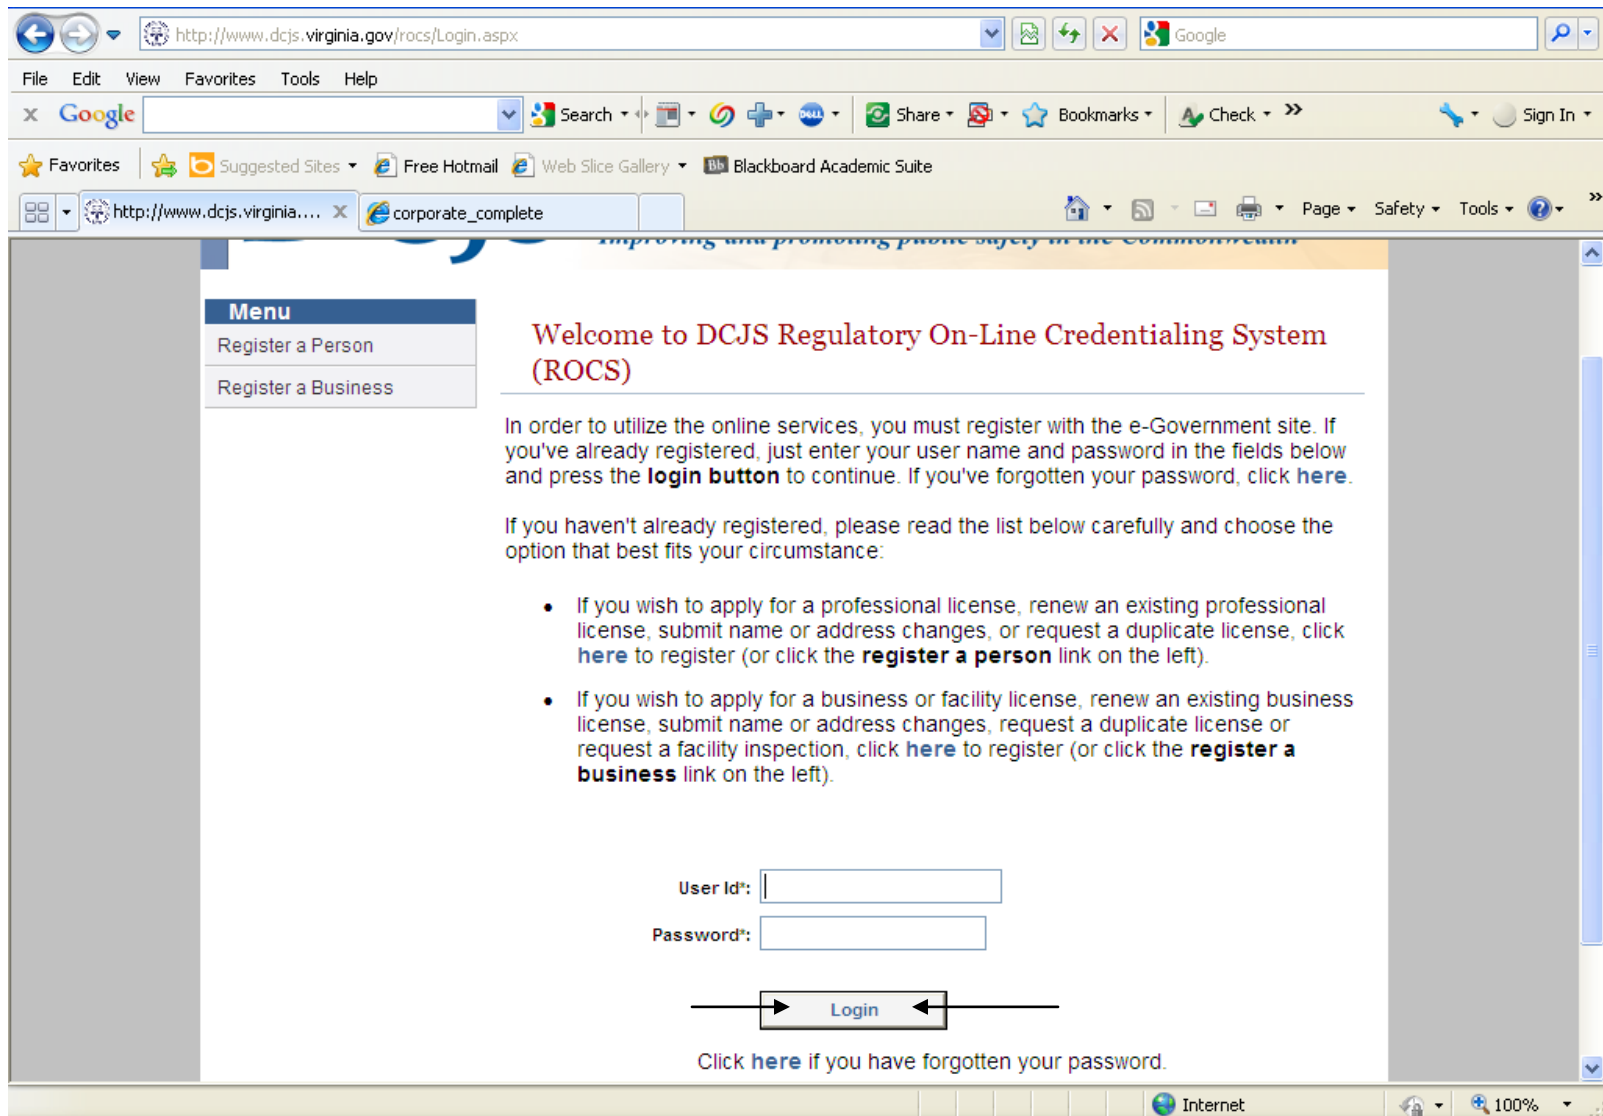 http://www.dcjs.virginia.gov/rocs/Login.aspx
Google
File Edit View Favorites Tools Help
x Google Search Share Bookmarks Check » Sign In
Favorites Suggested Sites Free Hotmail Web Slice Gallery Bb Blackboard Academic Suite
http://www.dcjs.virginia.... X corporate_complete Page Safety Tools »
Improving and promoting public safety in the Commonwealth
Menu
Register a Person
Register a Business
Welcome to DCJS Regulatory On-Line Credentialing System
(ROCS)
In order to utilize the online services, you must register with the e-Government site. If
you've already registered, just enter your user name and password in the fields below
and press the login button to continue. If you've forgotten your password, click here.
If you haven't already registered, please read the list below carefully and choose the
option that best fits your circumstance:
• If you wish to apply for a professional license, renew an existing professional
license, submit name or address changes, or request a duplicate license, click
here to register (or click the register a person link on the left).
• If you wish to apply for a business or facility license, renew an existing business
license, submit name or address changes, request a duplicate license or
request a facility inspection, click here to register (or click the register a
business link on the left).
User Id*:
Password*:
Login
Click here if you have forgotten your password.
Internet 100%